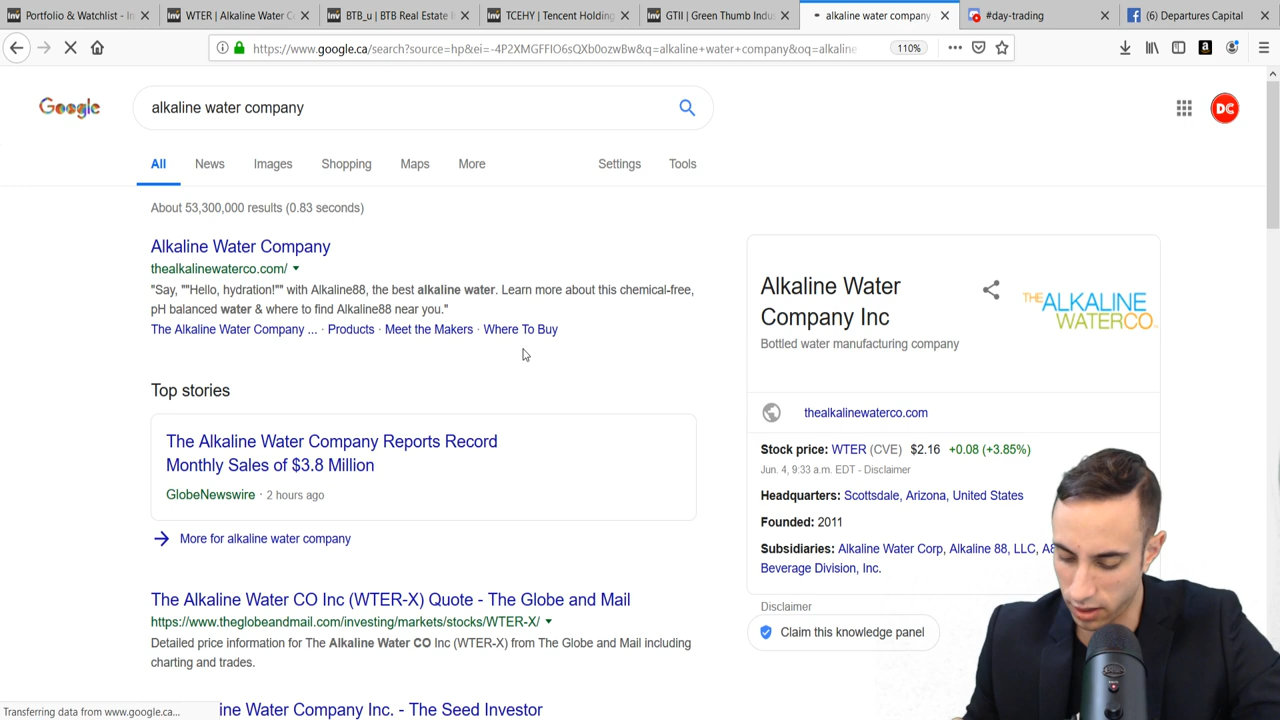 Portfolio & Watchlist - In
WTER | Alkaline Water C
BTB_u | BTB Real Estate I
TCEHY | Tencent Holding
GTII | Green Thumb Indu
alkaline water company
#day-trading
(6) Departures Capital
https://www.google.ca/search?source=hp&ei=-4P2XMGFFIO6sQXb0ozwBw&q=alkaline+water+company&oq=alkaline
110%
Google
alkaline water company
DC
All
News
Images
Shopping
Maps
More
Settings
Tools
About 53,300,000 results (0.83 seconds)
Alkaline Water Company
thealkalinewaterco.com/
"Say, ""Hello, hydration!"" with Alkaline88, the best alkaline water. Learn more about this chemical-free,
pH balanced water & where to find Alkaline88 near you."
The Alkaline Water Company ... · Products · Meet the Makers · Where To Buy
Top stories
The Alkaline Water Company Reports Record
Monthly Sales of $3.8 Million
GlobeNewswire · 2 hours ago
More for alkaline water company
The Alkaline Water CO Inc (WTER-X) Quote - The Globe and Mail
https://www.theglobeandmail.com/investing/markets/stocks/WTER-X/
Detailed price information for The Alkaline Water CO Inc (WTER-X) from The Globe and Mail including
charting and trades.
ine Water Company Inc. - The Seed Investor
Transferring data from www.google.ca...
Alkaline Water
Company Inc
Bottled water manufacturing company
THE ALKALINE
WATERCO
thealkalinewaterco.com
Stock price: WTER (CVE) $2.16 +0.08 (+3.85%)
Jun. 4, 9:33 a.m. EDT - Disclaimer
Headquarters: Scottsdale, Arizona, United States
Founded: 2011
Subsidiaries: Alkaline Water Corp, Alkaline 88, LLC, A8
Beverage Division, Inc.
Disclaimer
Claim this knowledge panel